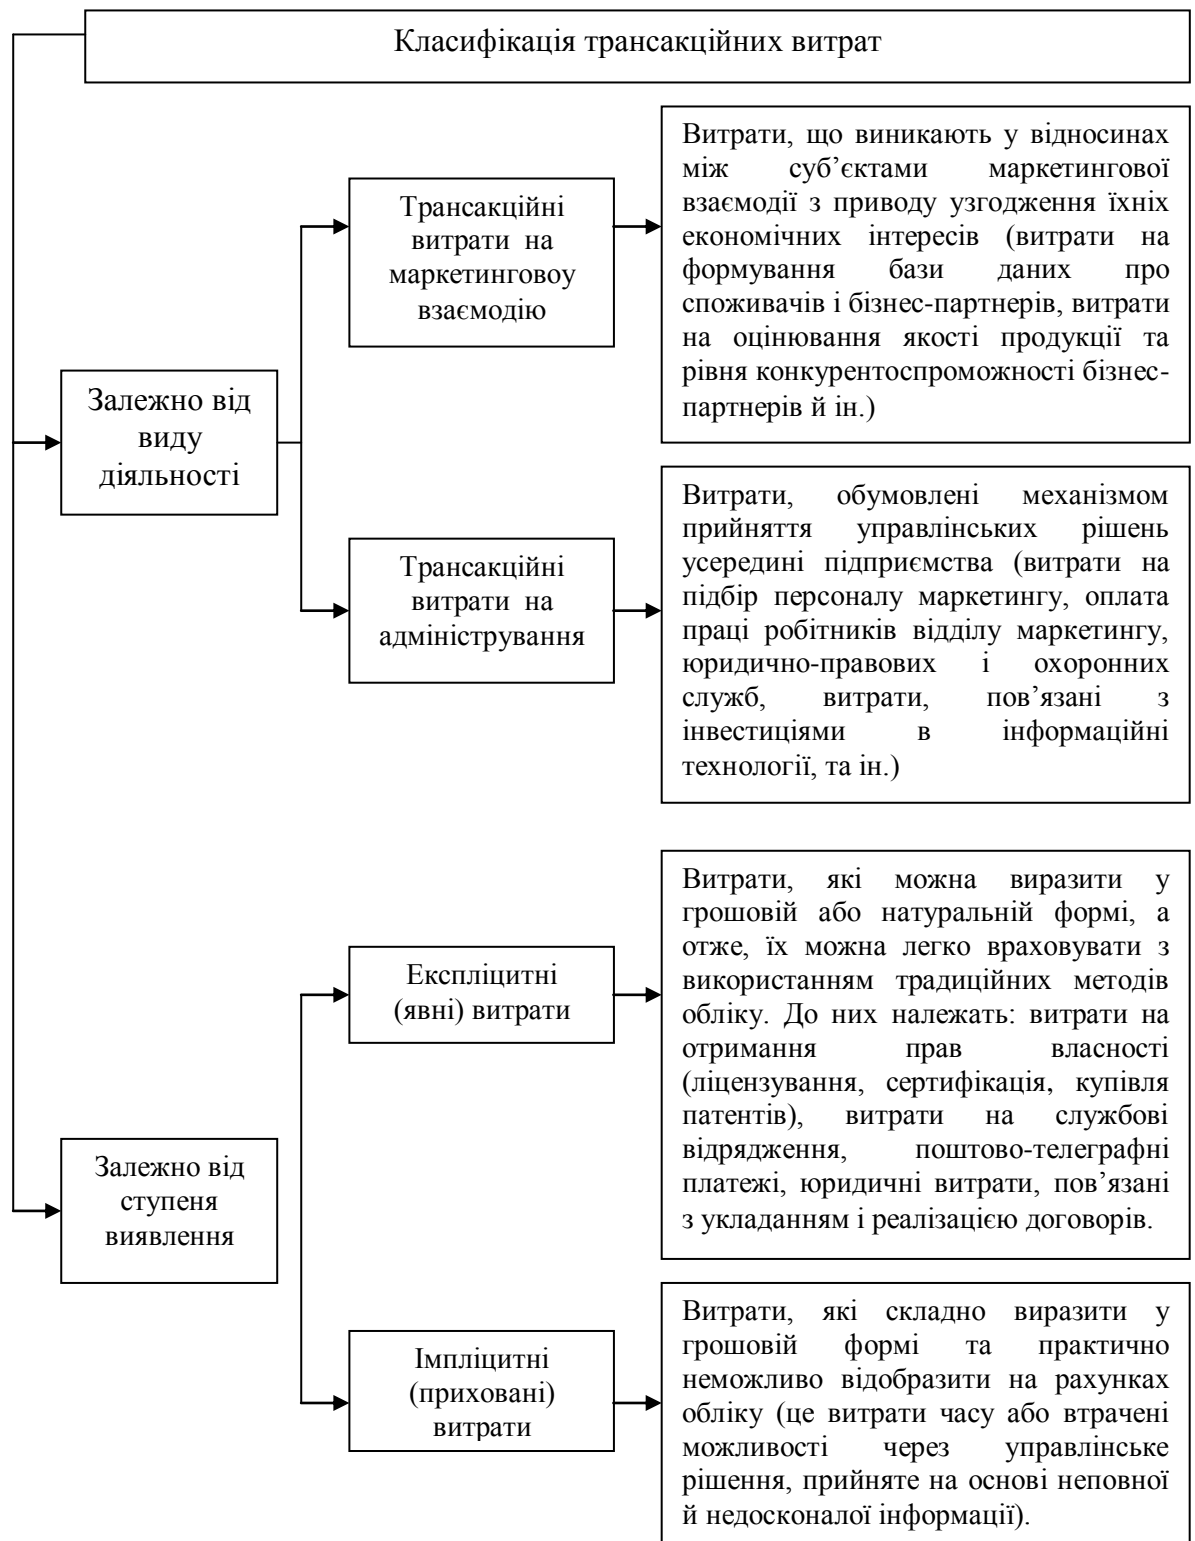 Класифікація трансакційних витрат
Залежно від
виду
діяльності
Трансакційні
витрати на
маркетинговоу
взаємодію
Витрати, що виникають у відносинах
між суб’єктами маркетингової
взаємодії з приводу узгодження їхніх
економічних інтересів (витрати на
формування бази даних про
споживачів і бізнес-партнерів, витрати
на оцінювання якості продукції та
рівня конкурентоспроможності бізнес-
партнерів й ін.)
Трансакційні
витрати на
адміністрування
Витрати, обумовлені механізмом
прийняття управлінських рішень
усередині підприємства (витрати на
підбір персоналу маркетингу, оплата
праці робітників відділу маркетингу,
юридично-правових і охоронних
служб, витрати, пов’язані з
інвестиціями в інформаційні
технології, та ін.)
Залежно від
ступеня
виявлення
Експліцитні
(явні) витрати
Витрати, які можна виразити у
грошовій або натуральній формі, а
отже, їх можна легко враховувати з
використанням традиційних методів
обліку. До них належать: витрати на
отримання прав власності
(ліцензування, сертифікація, купівля
патентів), витрати на службові
відрядження, поштово-телеграфні
платежі, юридичні витрати, пов’язані
з укладанням і реалізацією договорів.
Імпліцитні
(приховані)
витрати
Витрати, які складно виразити у
грошовій формі та практично
неможливо відобразити на рахунках
обліку (це витрати часу або втрачені
можливості через управлінське
рішення, прийняте на основі неповної
й недосконалої інформації).